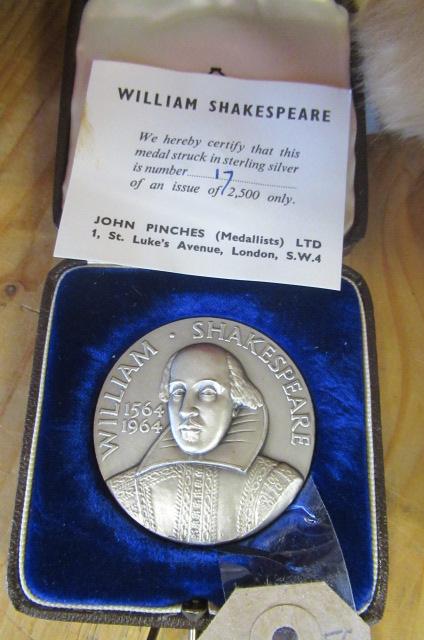 WILLIAM SHAKESPEARE
We hereby certify that this
medal struck in sterling silver
is number 17
of an issue of 2,500 only.
JOHN PINCHES (Medallists) LTD
1, St. Luke's Avenue, London, S.W.4
WILLIAM · SHAKESPEARE
1564
1964